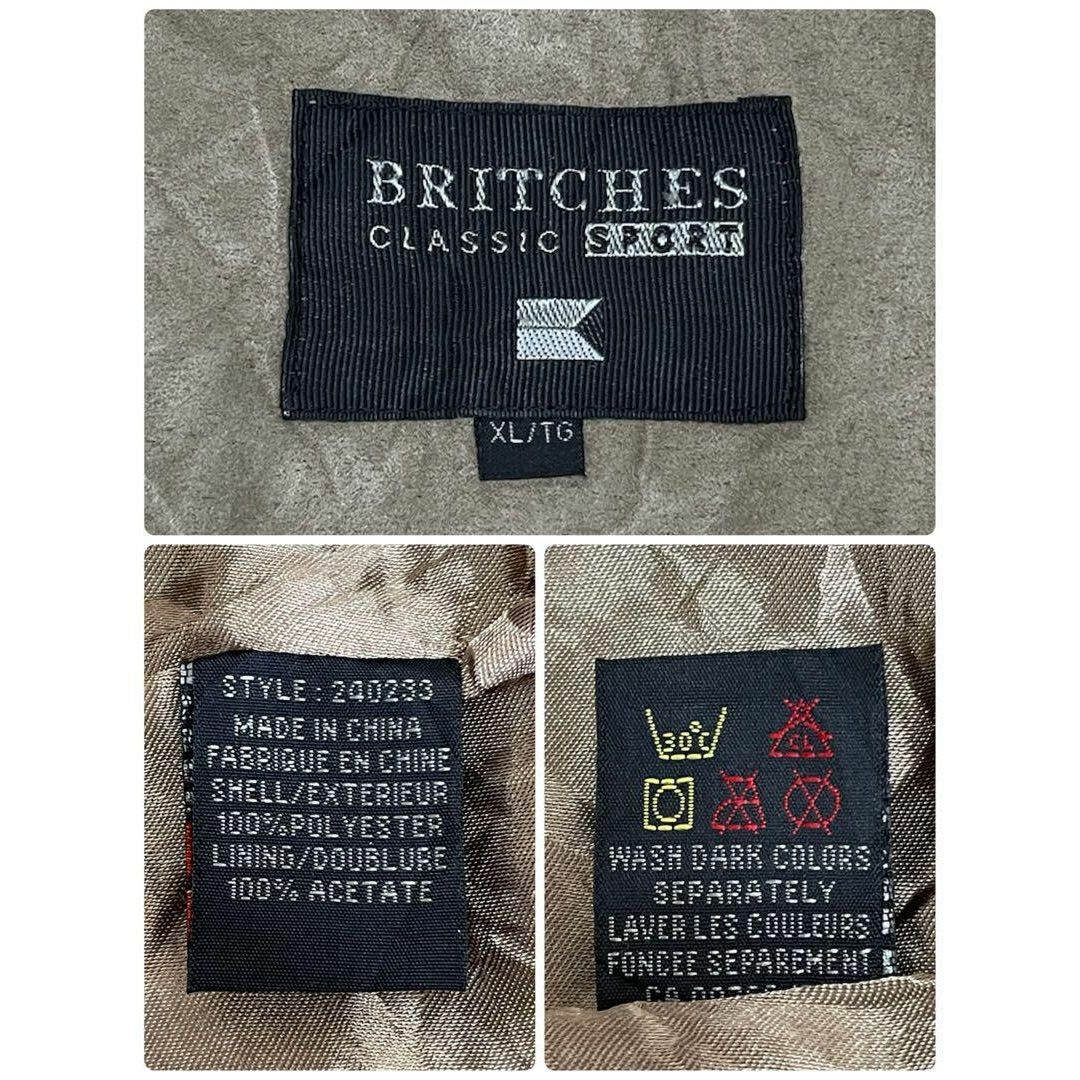 BRITCHES
CLASSIC SPORT
XL/TG
STYLE: 240233
MADE IN CHINA
FABRIQUE EN CHINE
SHELL/EXTERIEUR
100%POLYESTER
LINING/DOUBLURE
100% ACETATE
30°C CL
WASH DARK COLORS
SEPARATELY
LAVER LES COULEURS
FONCEE SEPAREMENT